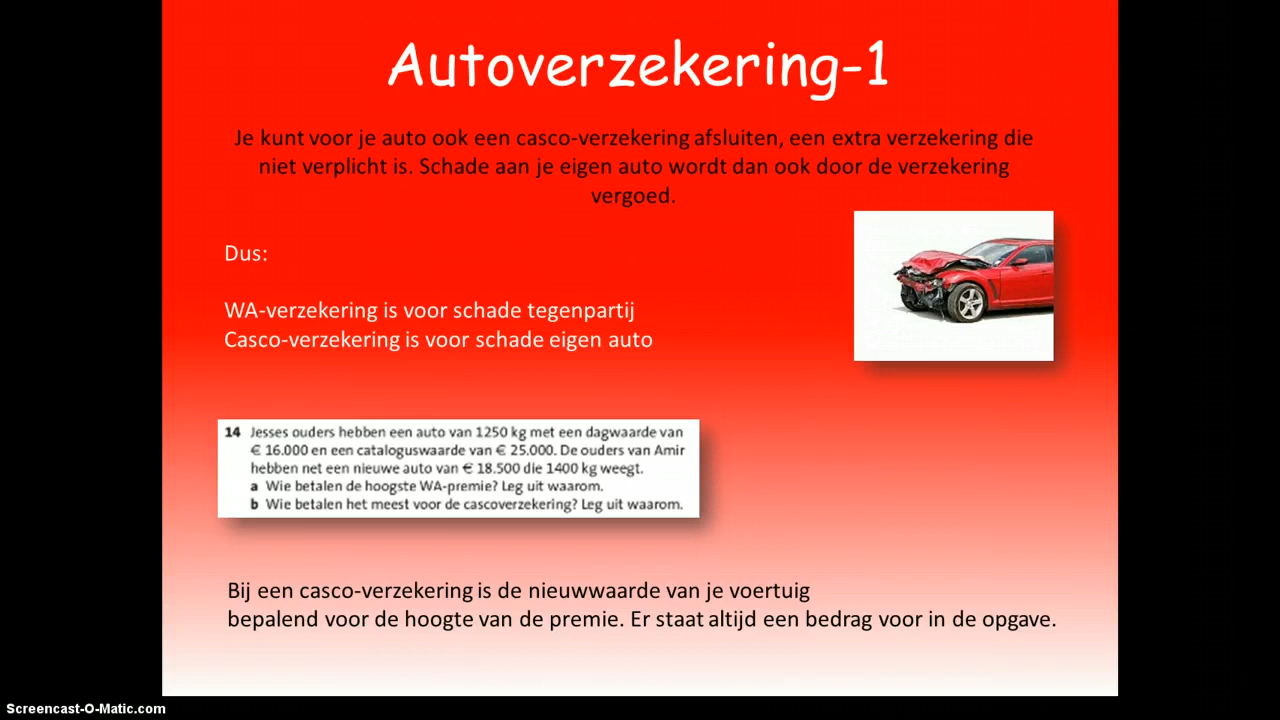 Autoverzekering-1
Je kunt voor je auto ook een casco-verzekering afsluiten, een extra verzekering die
niet verplicht is. Schade aan je eigen auto wordt dan ook door de verzekering
vergoed.
Dus:
WA-verzekering is voor schade tegenpartij
Casco-verzekering is voor schade eigen auto
14 Jesses ouders hebben een auto van 1250 kg met een dagwaarde van
€ 16.000 en een cataloguswaarde van € 25.000. De ouders van Amir
hebben net een nieuwe auto van € 18.500 die 1400 kg weegt.
a Wie betalen de hoogste WA-premie? Leg uit waarom.
b Wie betalen het meest voor de cascoverzekering? Leg uit waarom.
Bij een casco-verzekering is de nieuwwaarde van je voertuig
bepalend voor de hoogte van de premie. Er staat altijd een bedrag voor in de opgave.
Screencast-O-Matic.com